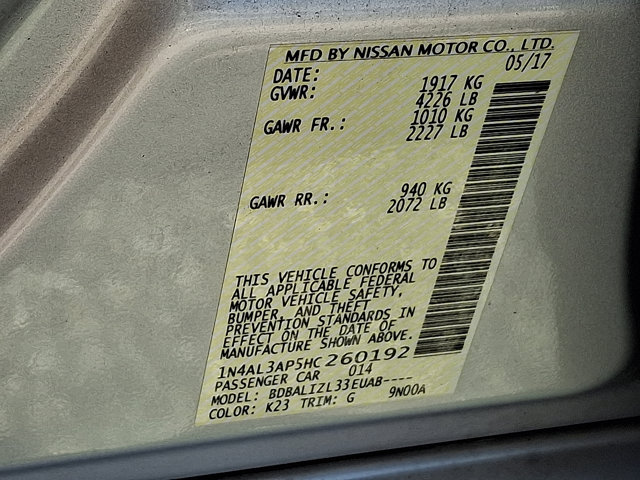 MFD BY NISSAN MOTOR CO., LTD.
DATE: 05/17
GVWR: 1917 KG
4226 LB
GAWR FR.: 1010 KG
2227 LB
GAWR RR.: 940 KG
2072 LB
THIS VEHICLE CONFORMS TO
ALL APPLICABLE FEDERAL
MOTOR VEHICLE SAFETY,
BUMPER, AND THEFT
PREVENTION STANDARDS IN
EFFECT ON THE DATE OF
MANUFACTURE SHOWN ABOVE.
1N4AL3AP5HC260192
PASSENGER CAR 014
MODEL: BDBALIZL33EUAB----
COLOR: K23 TRIM: G 9N00A